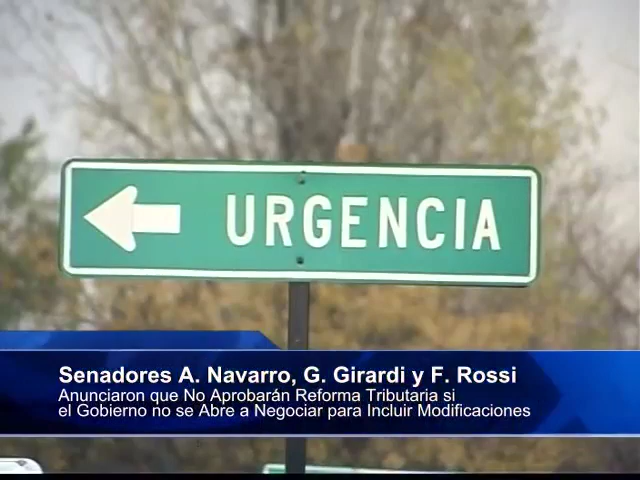 URGENCIA
Senadores A. Navarro, G. Girardi y F. Rossi
Anunciaron que No Aprobarán Reforma Tributaria si
el Gobierno no se Abre a Negociar para Incluir Modificaciones